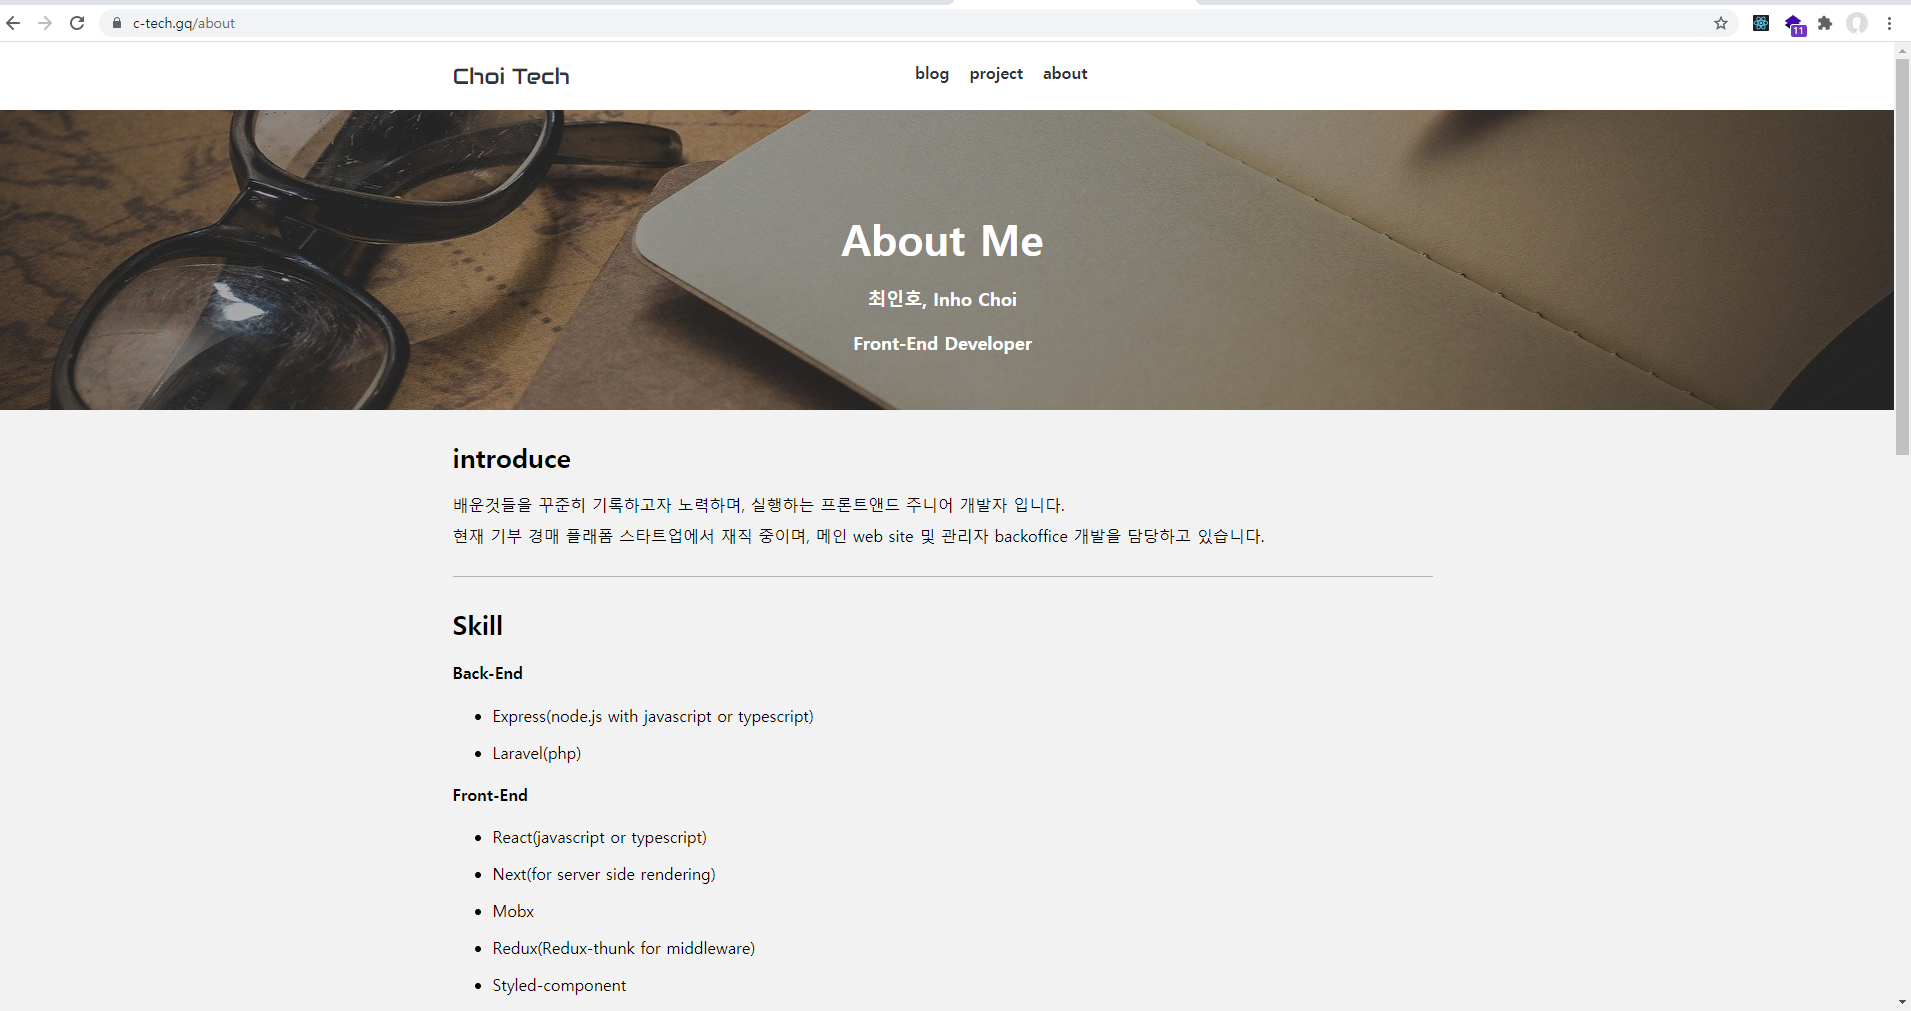 c-tech.gq/about
11
Choi Tech
blog project about
About Me
최인호, Inho Choi
Front-End Developer
introduce
배운것들을 꾸준히 기록하고자 노력하며, 실행하는 프론트앤드 주니어 개발자 입니다.
현재 기부 경매 플래폼 스타트업에서 재직 중이며, 메인 web site 및 관리자 backoffice 개발을 담당하고 있습니다.
Skill
Back-End
Express(node.js with javascript or typescript)
Laravel(php)
Front-End
React(javascript or typescript)
Next(for server side rendering)
Mobx
Redux(Redux-thunk for middleware)
Styled-component